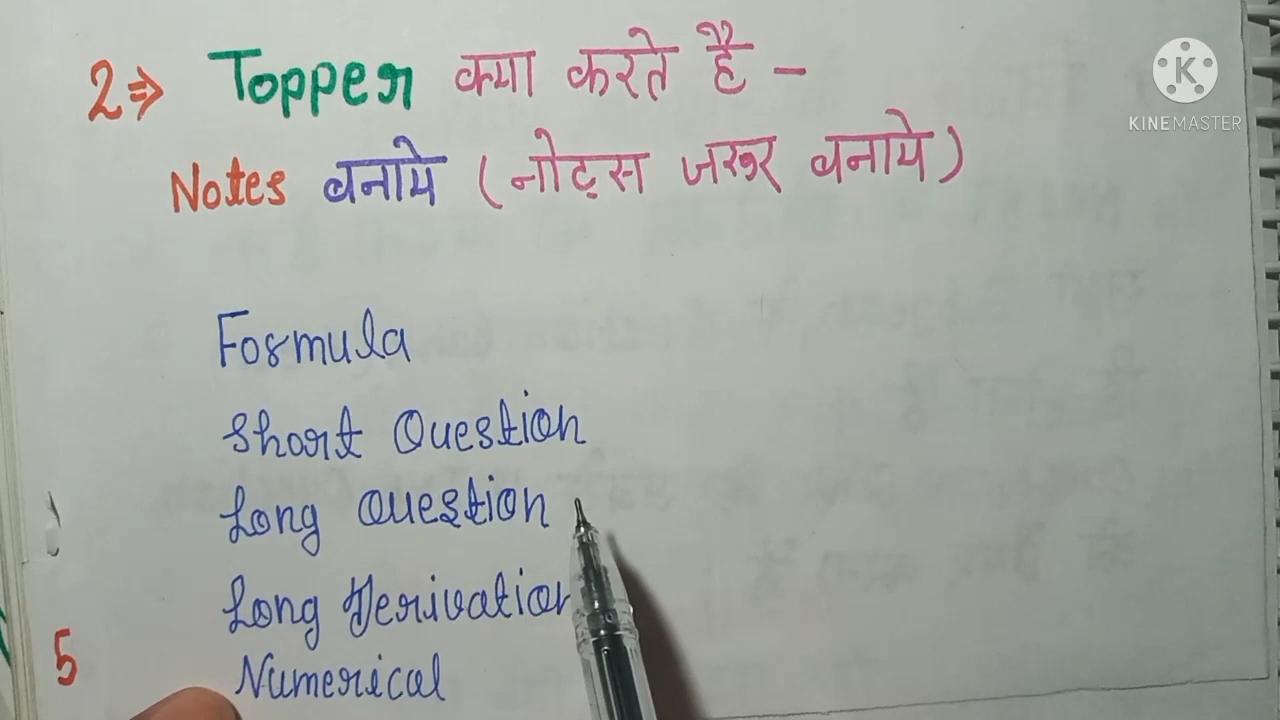 2⇒ Topper क्या करते है -
KINEMASTER
Notes बनाये (नोट्स जरूर बनाये)
Formula
Short Question
Long Question
Long Derivation
5
Numerical